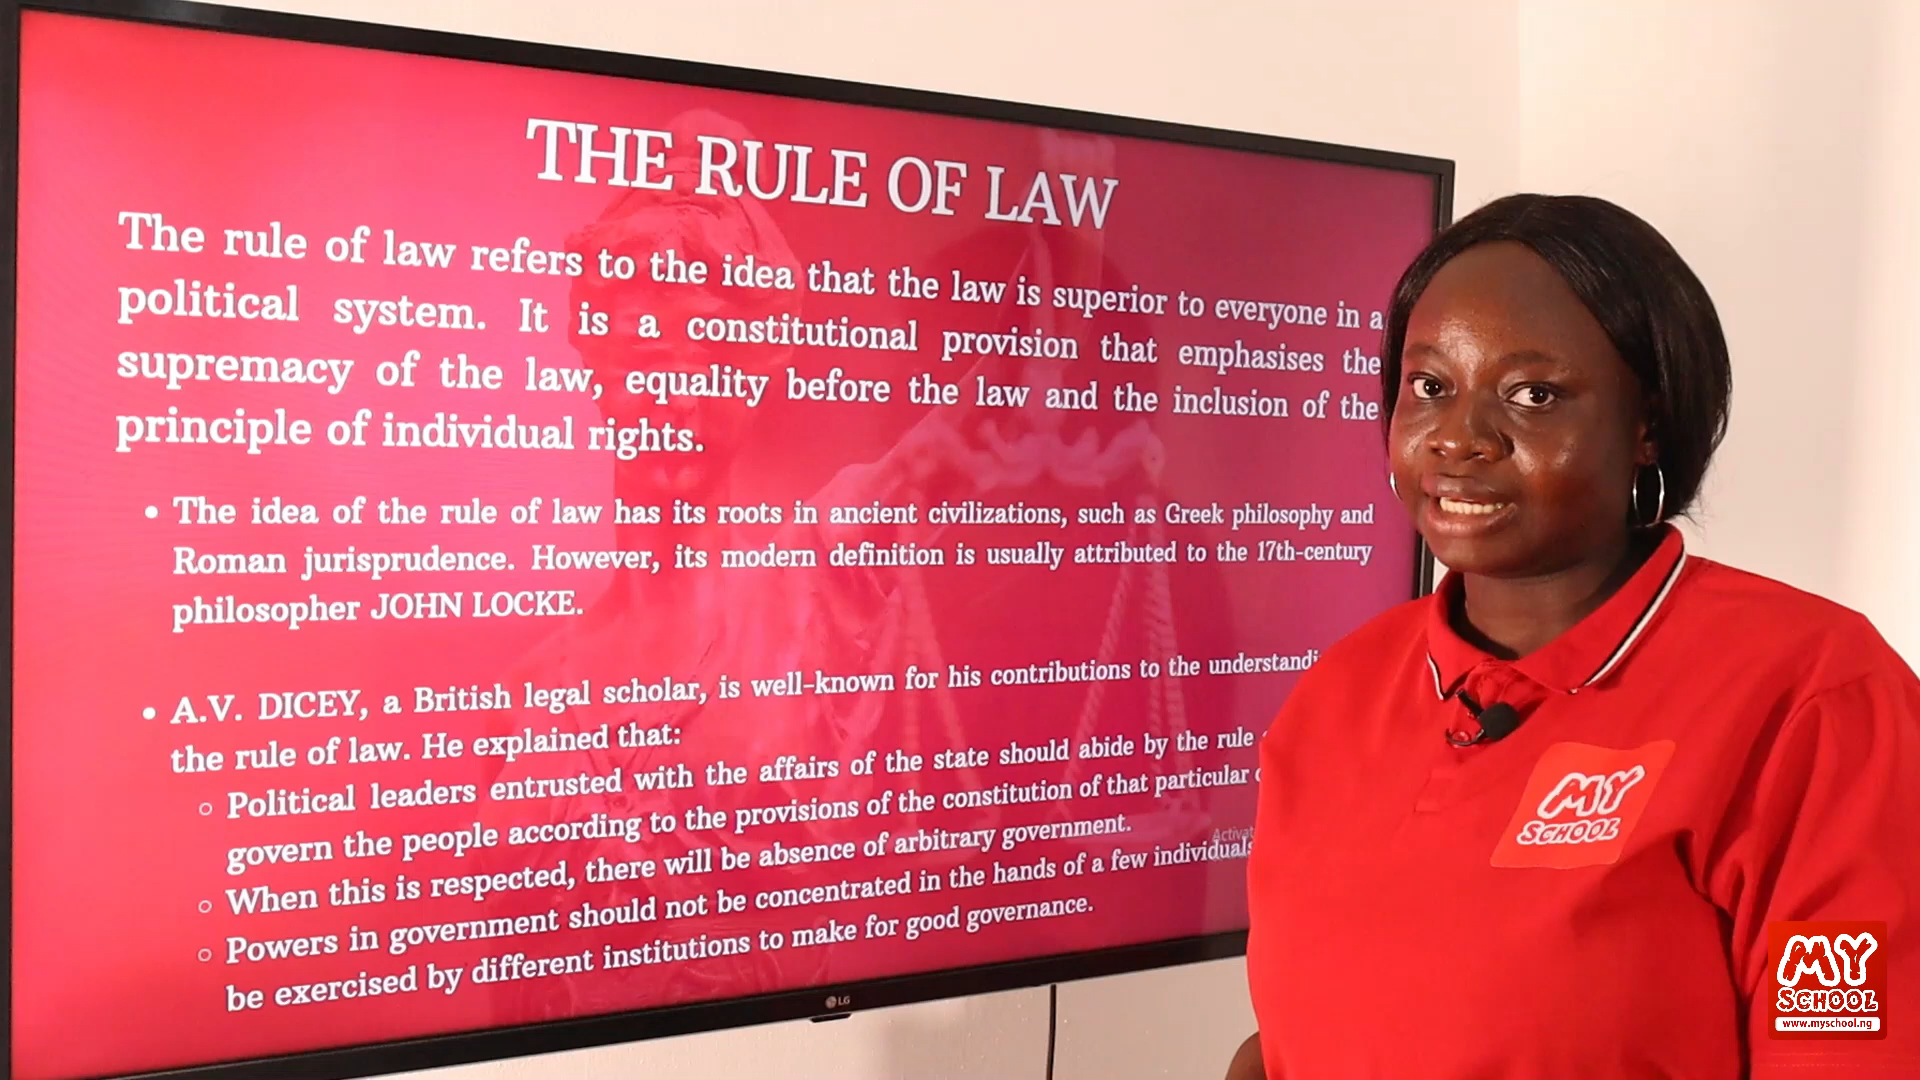 THE RULE OF LAW
The rule of law refers to the idea that the law is superior to everyone in a
political system. It is a constitutional provision that emphasises the
supremacy of the law, equality before the law and the inclusion of the
principle of individual rights.
• The idea of the rule of law has its roots in ancient civilizations, such as Greek philosophy and
Roman jurisprudence. However, its modern definition is usually attributed to the 17th-century
philosopher JOHN LOCKE.
• A.V. DICEY, a British legal scholar, is well-known for his contributions to the understandi
the rule of law. He explained that:
○ Political leaders entrusted with the affairs of the state should abide by the rule
govern the people according to the provisions of the constitution of that particular
○ When this is respected, there will be absence of arbitrary government.
○ Powers in government should not be concentrated in the hands of a few individuals
be exercised by different institutions to make for good governance.
Activat
LG
MY
SCHOOL
MY
SCHOOL
www.myschool.ng